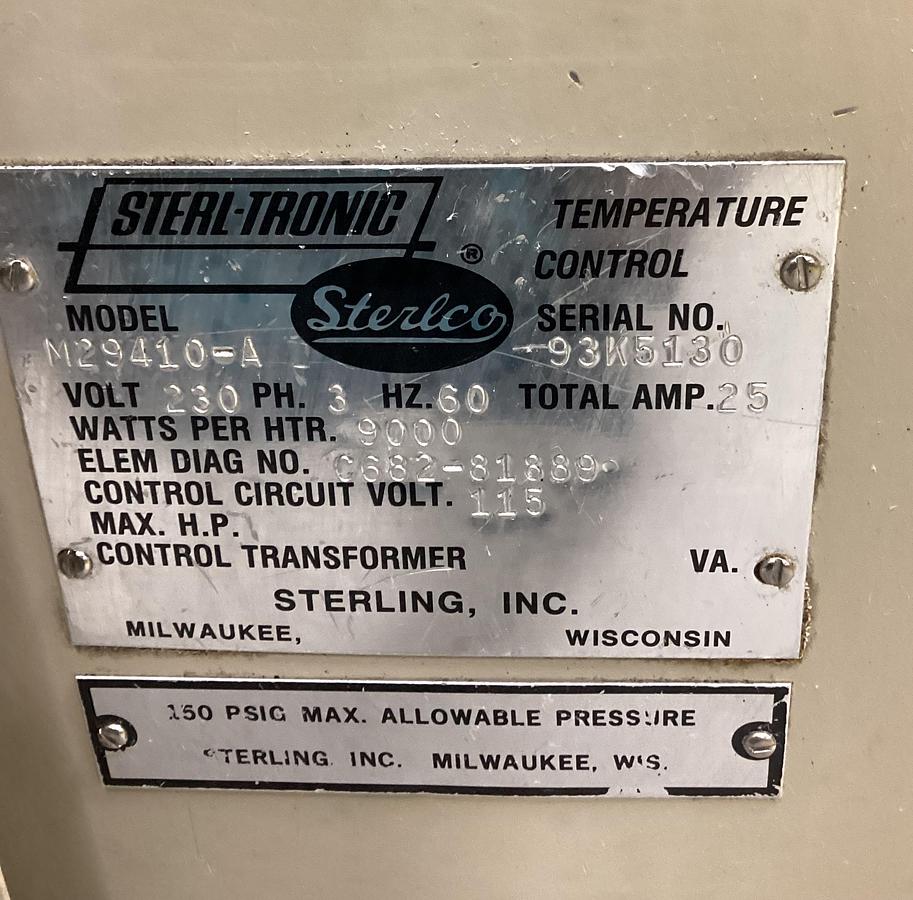 STERL-TRONIC
TEMPERATURE
CONTROL
Sterlco ®
MODEL M29410-A
SERIAL NO. 93K5130
VOLT 230 PH. 3 HZ. 60 TOTAL AMP. 25
WATTS PER HTR. 9000
ELEM DIAG NO. C682-81889
CONTROL CIRCUIT VOLT. 115
MAX. H.P.
CONTROL TRANSFORMER VA.
STERLING, INC.
MILWAUKEE, WISCONSIN
150 PSIG MAX. ALLOWABLE PRESSURE
STERLING, INC. MILWAUKEE, WIS.